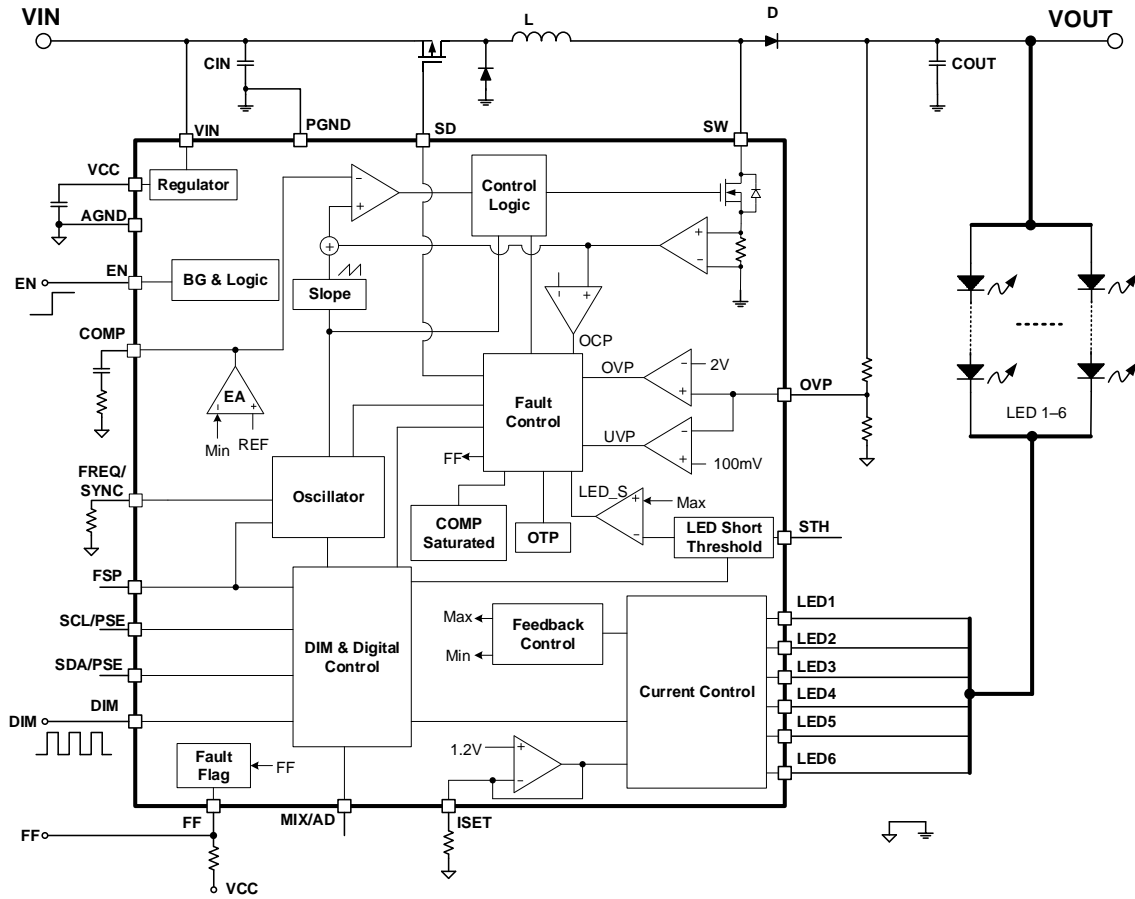 VIN
L
D
VOUT
CIN
COUT
PGND
VIN
SD
SW
VCC
Regulator
Control
Logic
AGND
EN
EN
BG & Logic
Slope
COMP
OCP
OVP
2V
OVP
EA
Fault
Control
LED 1–6
Min
REF
UVP
FF
100mV
FREQ/
SYNC
Oscillator
LED_S
Max
COMP
Saturated
OTP
LED Short
Threshold
STH
FSP
LED1
SCL/PSE
Max
Feedback
Control
LED2
DIM & Digital
Control
Min
SDA/PSE
LED3
Current Control
LED4
DIM
DIM
LED5
1.2V
Fault
Flag
FF
LED6
FF
MIX/AD
ISET
FF
VCC